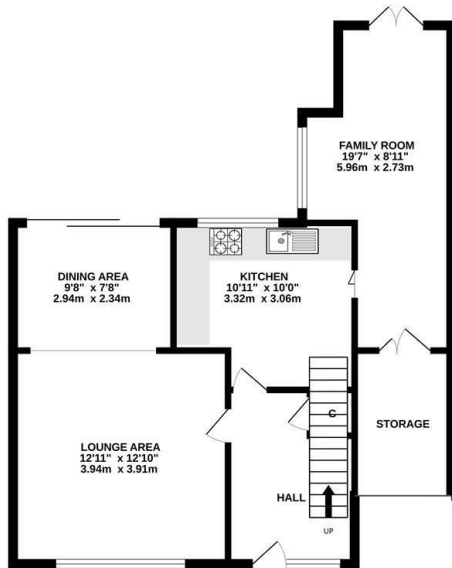 FAMILY ROOM
19'7" x 8'11"
5.96m x 2.73m
DINING AREA
9'8" x 7'8"
2.94m x 2.34m
KITCHEN
10'11" x 10'0"
3.32m x 3.06m
C
STORAGE
LOUNGE AREA
12'11" x 12'10"
3.94m x 3.91m
HALL
UP